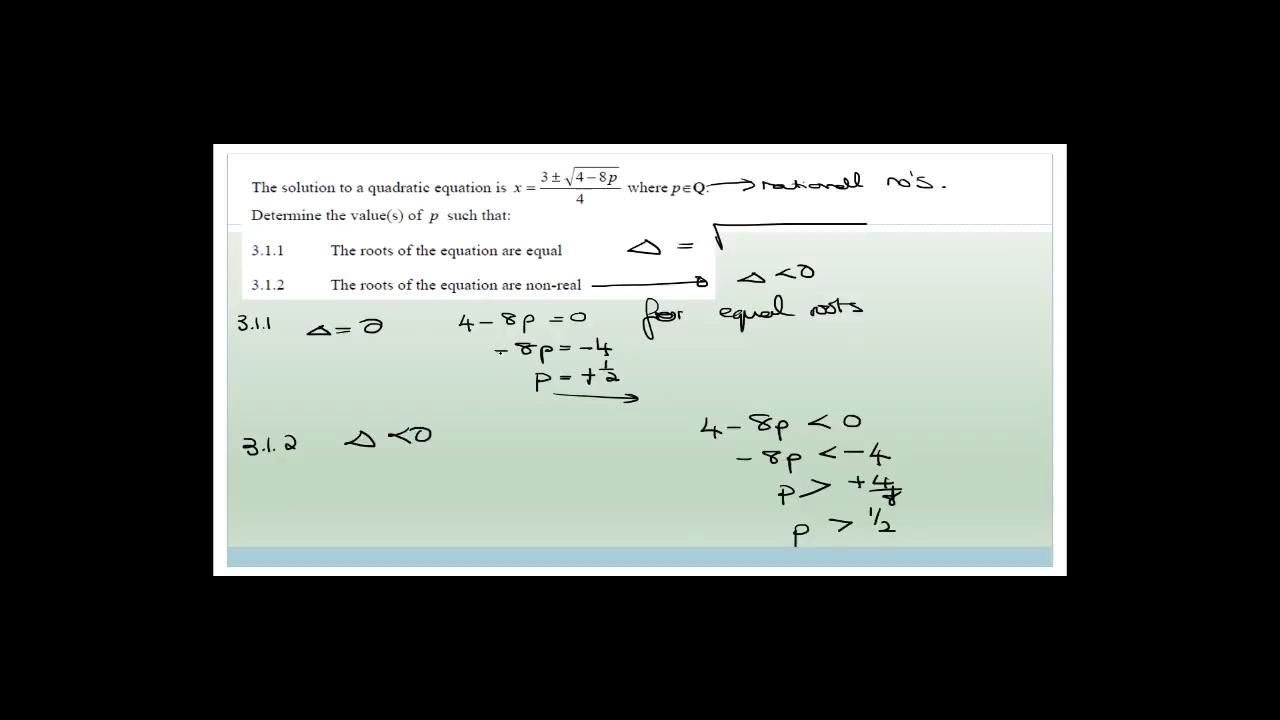 The solution to a quadratic equation is x = (3 ± √(4 − 8p))/4 where p ∈ Q. → rational no's.
Determine the value(s) of p such that:
3.1.1 The roots of the equation are equal Δ = √
3.1.2 The roots of the equation are non-real → Δ < 0
for equal roots
3.1.1 Δ = 0 4 − 8p = 0
− 8p = −4
p = +1/2
3.1.2 Δ < 0 4 − 8p < 0
− 8p < −4
p > +4/+8
p > 1/2